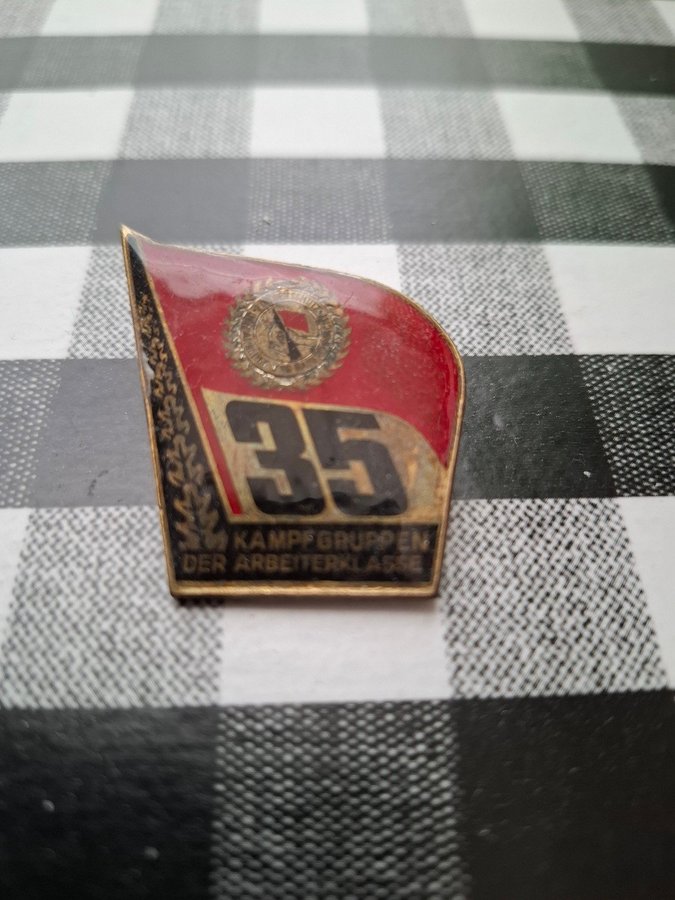 35
KAMPFGRUPPEN
DER ARBEITERKLASSE